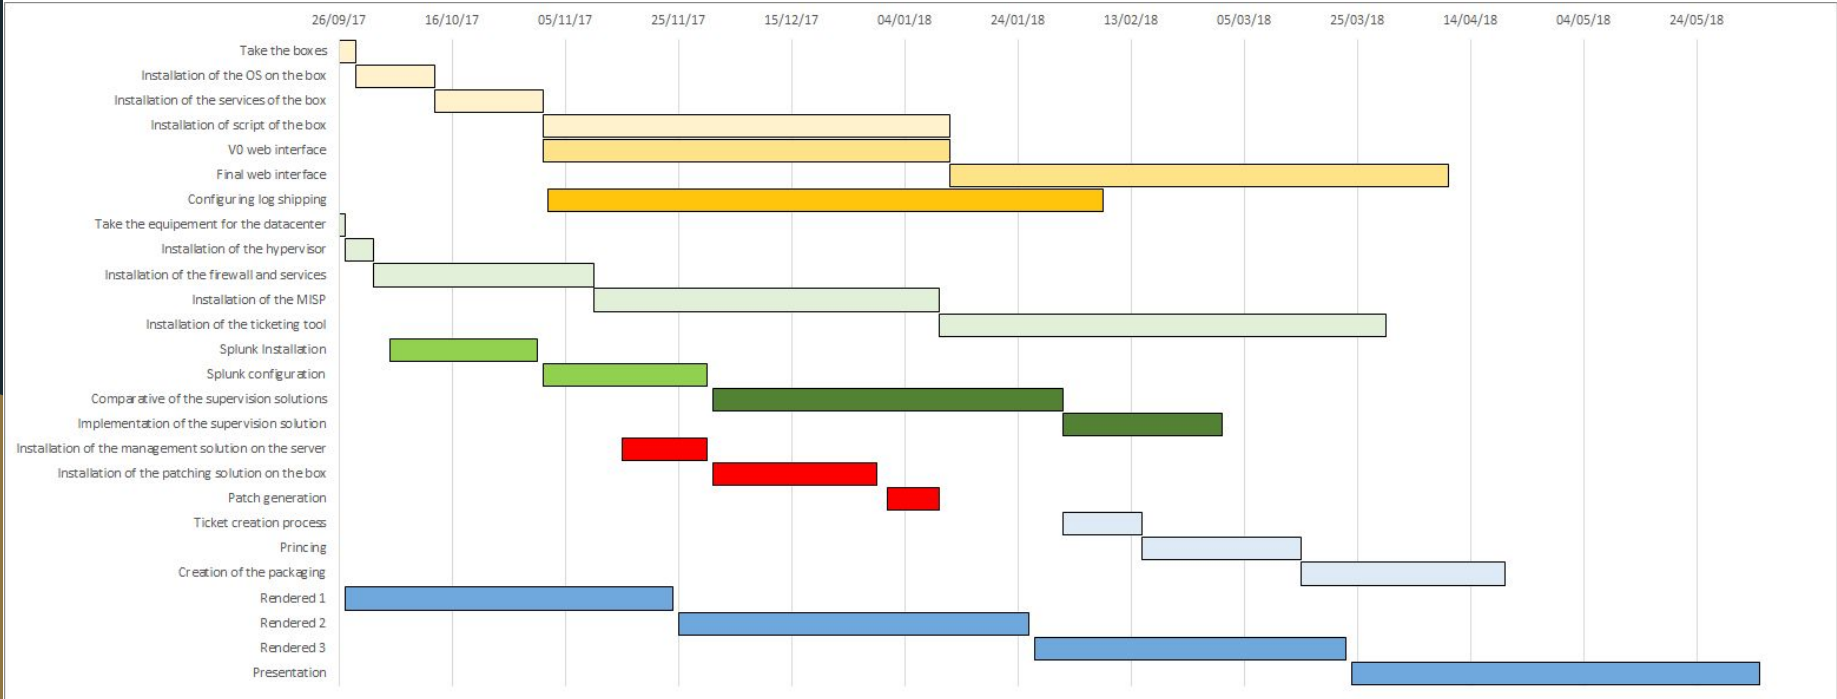 26/09/17 16/10/17 05/11/17 25/11/17 15/12/17 04/01/18 24/01/18 13/02/18 05/03/18 25/03/18 14/04/18 04/05/18 24/05/18
Take the boxes
Installation of the OS on the box
Installation of the services of the box
Installation of script of the box
V0 web interface
Final web interface
Configuring log shipping
Take the equipement for the datacenter
Installation of the hypervisor
Installation of the firewall and services
Installation of the MISP
Installation of the ticketing tool
Splunk Installation
Splunk configuration
Comparative of the supervision solutions
Implementation of the supervision solution
Installation of the management solution on the server
Installation of the patching solution on the box
Patch generation
Ticket creation process
Princing
Creation of the packaging
Rendered 1
Rendered 2
Rendered 3
Presentation